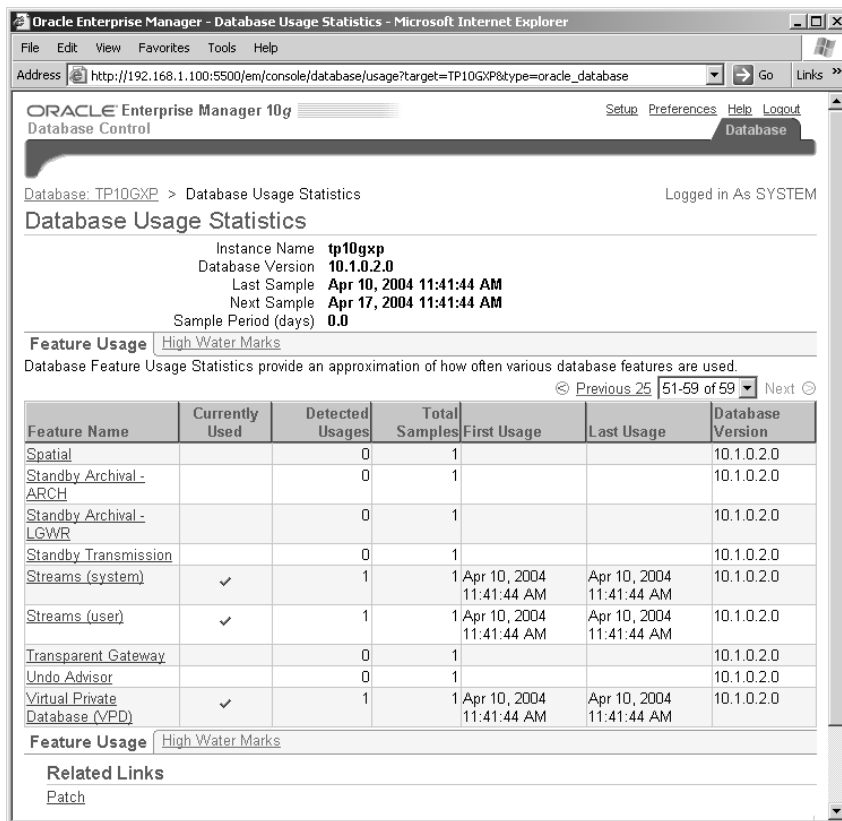 Oracle Enterprise Manager - Database Usage Statistics - Microsoft Internet Explorer
File Edit View Favorites Tools Help
Address http://192.168.1.100:5500/em/console/database/usage?target=TP10GXP&type=oracle_database Go Links »
ORACLE Enterprise Manager 10g
Setup Preferences Help Logout
Database Control
Database
Database: TP10GXP > Database Usage Statistics
Logged in As SYSTEM
Database Usage Statistics
Instance Name tp10gxp
Database Version 10.1.0.2.0
Last Sample Apr 10, 2004 11:41:44 AM
Next Sample Apr 17, 2004 11:41:44 AM
Sample Period (days) 0.0
Feature Usage High Water Marks
Database Feature Usage Statistics provide an approximation of how often various database features are used.
Previous 25 51-59 of 59 Next
Feature Name Currently Used Detected Usages Total Samples First Usage Last Usage Database Version
Spatial 0 1 10.1.0.2.0
Standby Archival - ARCH 0 1 10.1.0.2.0
Standby Archival - LGWR 0 1 10.1.0.2.0
Standby Transmission 0 1 10.1.0.2.0
Streams (system) ✓ 1 1 Apr 10, 2004 11:41:44 AM Apr 10, 2004 11:41:44 AM 10.1.0.2.0
Streams (user) ✓ 1 1 Apr 10, 2004 11:41:44 AM Apr 10, 2004 11:41:44 AM 10.1.0.2.0
Transparent Gateway 0 1 10.1.0.2.0
Undo Advisor 0 1 10.1.0.2.0
Virtual Private Database (VPD) ✓ 1 1 Apr 10, 2004 11:41:44 AM Apr 10, 2004 11:41:44 AM 10.1.0.2.0
Feature Usage High Water Marks
Related Links
Patch